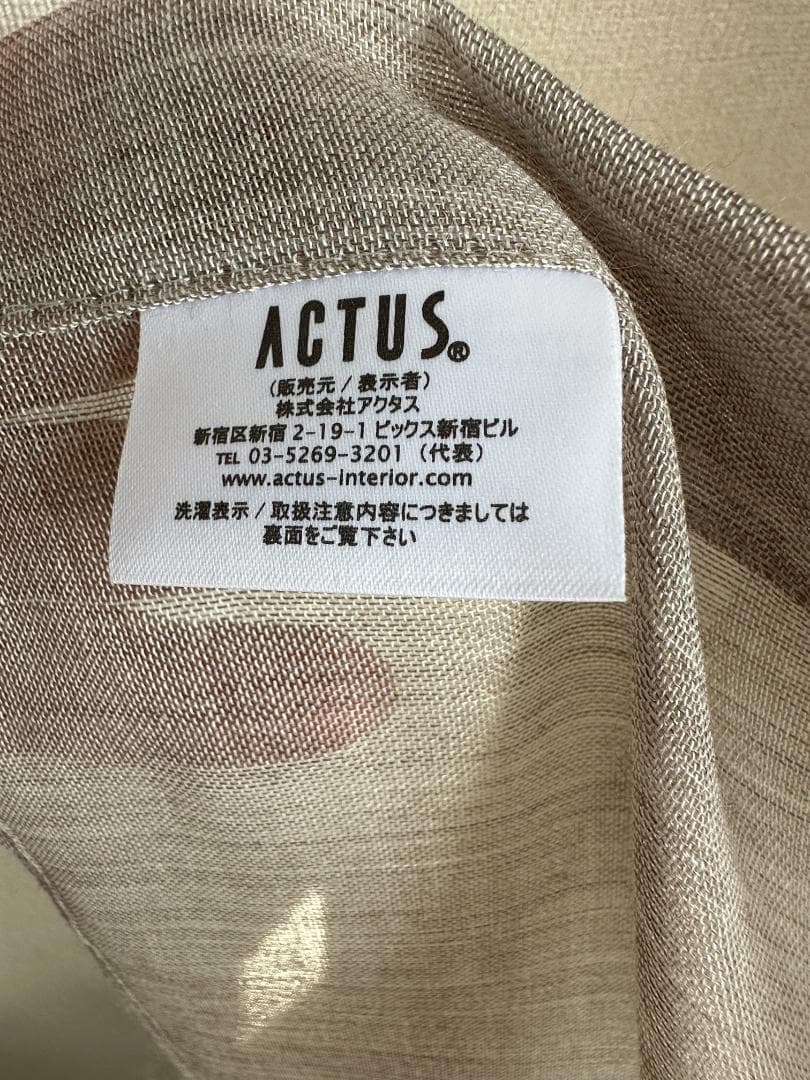 ACTUS®
(販売元/表示者)
株式会社アクタス
新宿区新宿 2-19-1 ビックス新宿ビル
TEL 03-5269-3201 (代表)
www.actus-interior.com
洗濯表示/取扱注意内容につきましては
裏面をご覧下さい